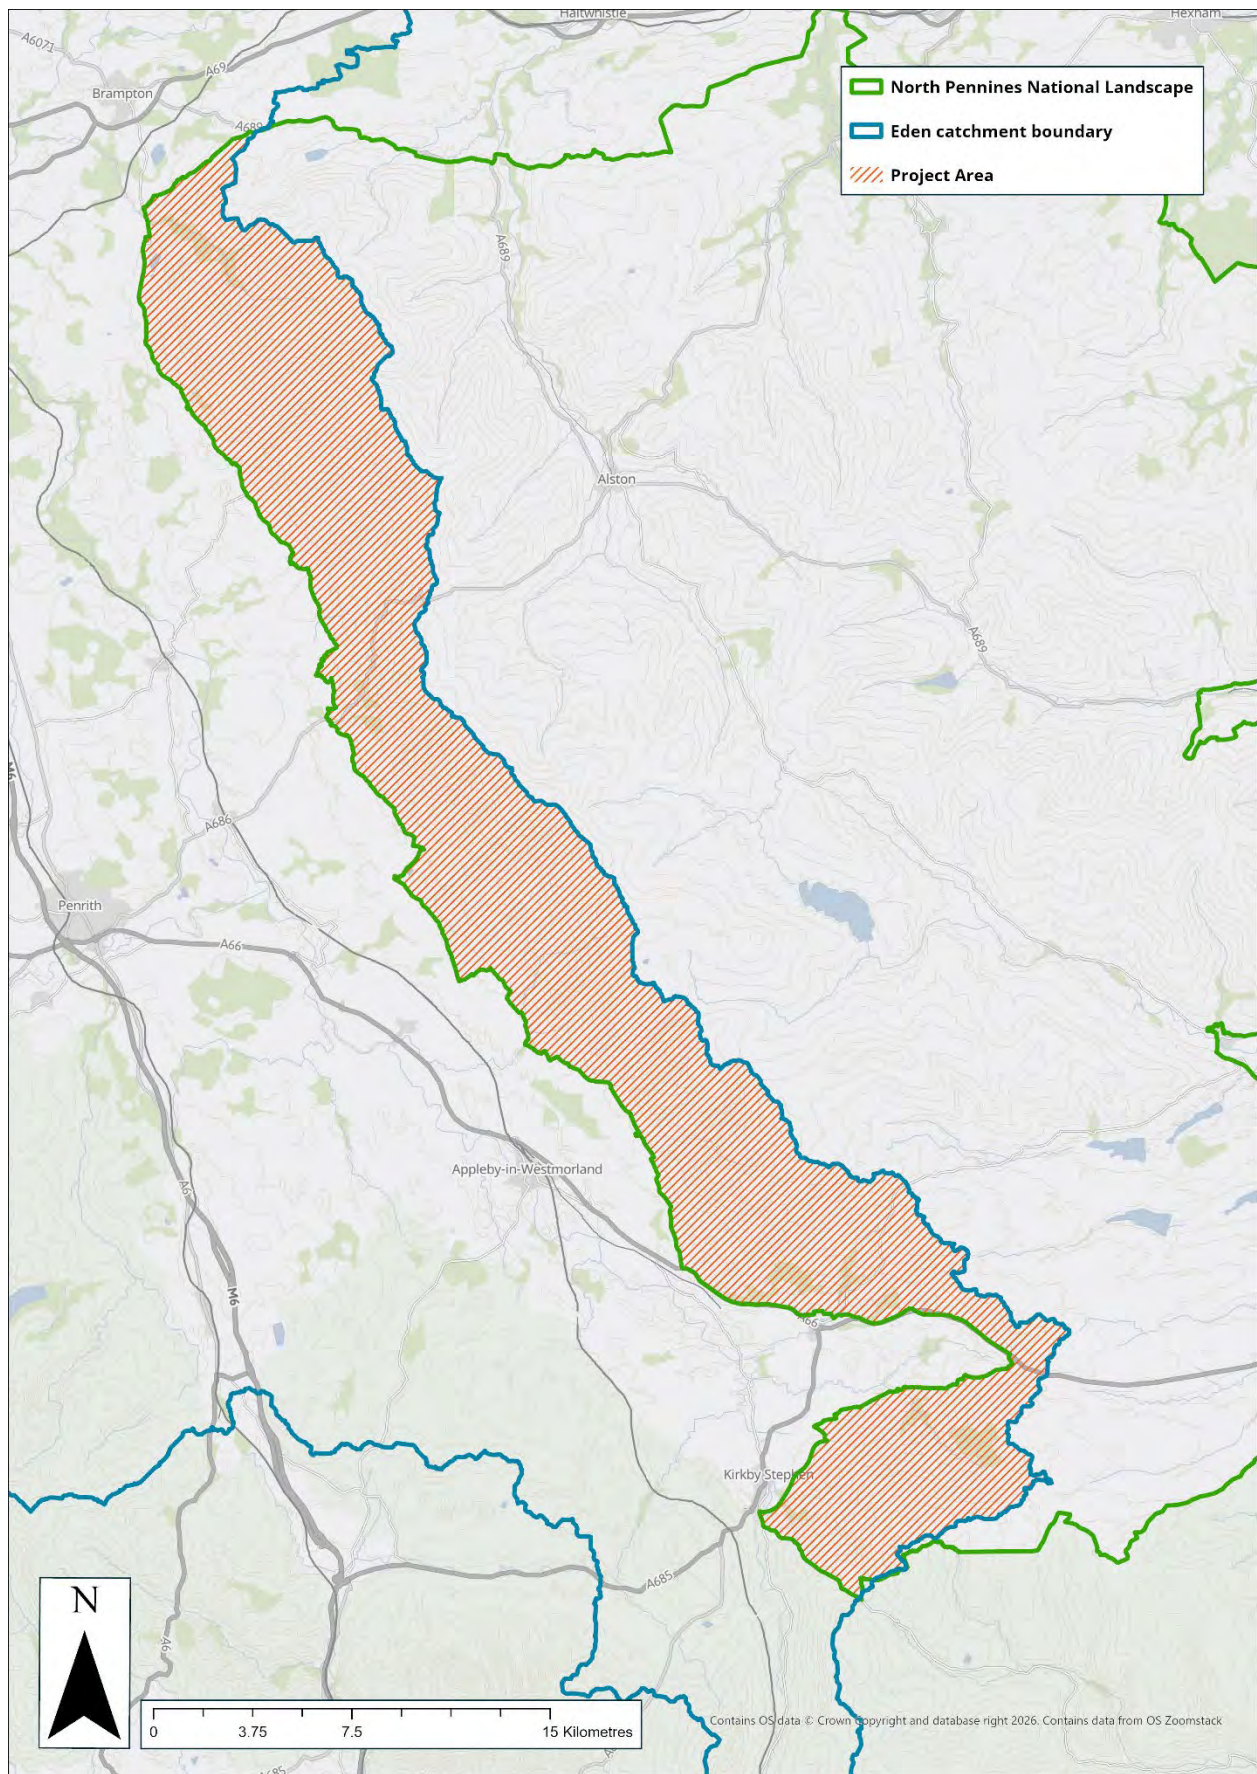 Haltwhistle
Hexham
A6071
A69
Brampton
A689
North Pennines National Landscape
Eden catchment boundary
Project Area
A689
Alston
A689
M6
A686
Penrith
A66
Appleby-in-Westmorland
A6
M6
A66
Kirkby Stephen
A685
N
A6
0 3.75 7.5 15 Kilometres
Contains OS data © Crown Copyright and database right 2026. Contains data from OS Zoomstack
A685